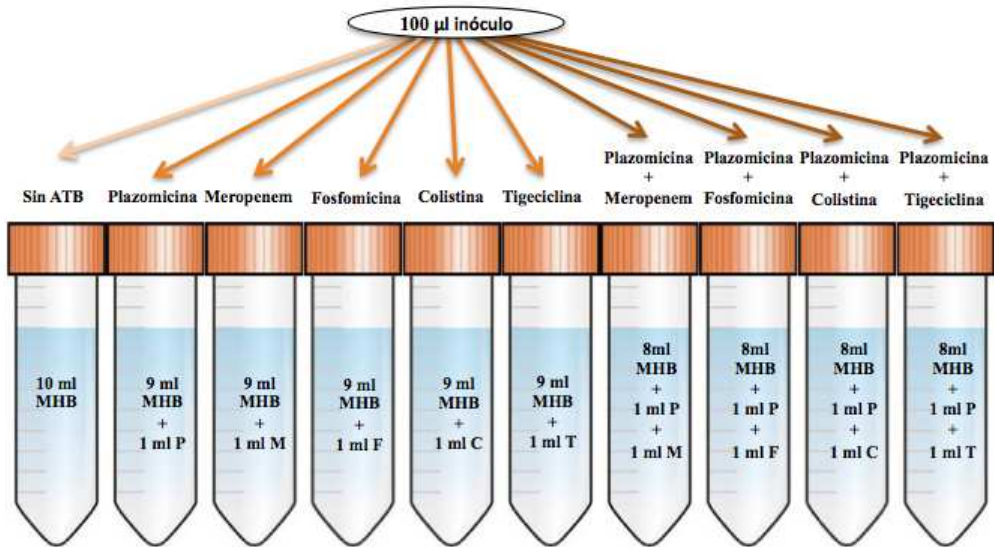 100 µl inóculo
Sin ATB
Plazomicina
Meropenem
Fosfomicina
Colistina
Tigeciclina
Plazomicina
+
Meropenem
Plazomicina
+
Fosfomicina
Plazomicina
+
Colistina
Plazomicina
+
Tigeciclina
10 ml
MHB
9 ml
MHB
+
1 ml P
9 ml
MHB
+
1 ml M
9 ml
MHB
+
1 ml F
9 ml
MHB
+
1 ml C
9 ml
MHB
+
1 ml T
8ml
MHB
+
1 ml P
+
1 ml M
8ml
MHB
+
1 ml P
+
1 ml F
8ml
MHB
+
1 ml P
+
1 ml C
8ml
MHB
+
1 ml P
+
1 ml T